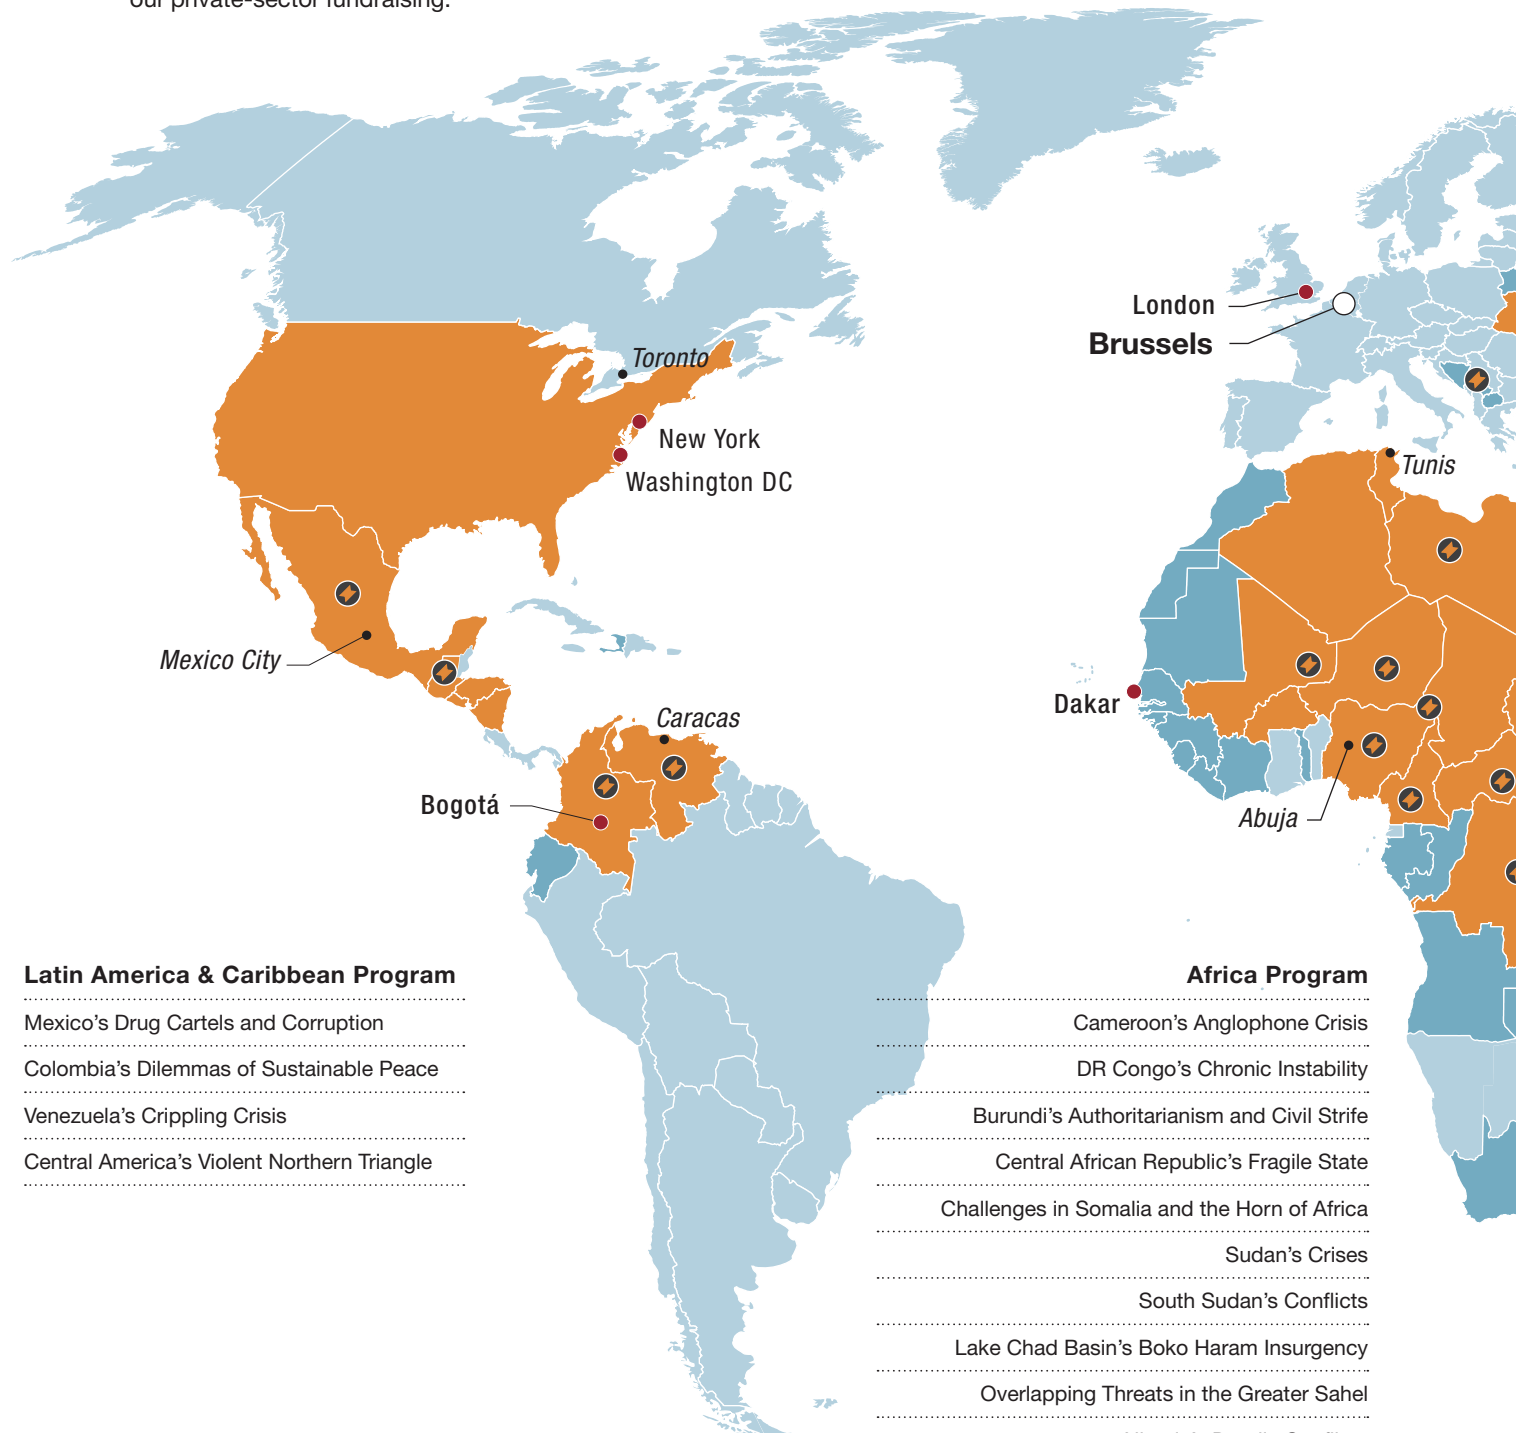 our private-sector fundraising.
London
Brussels
Toronto
New York
Tunis
Washington DC
Mexico City
Dakar
Caracas
Bogotá
Abuja
Latin America & Caribbean Program
Mexico’s Drug Cartels and Corruption
Colombia’s Dilemmas of Sustainable Peace
Venezuela’s Crippling Crisis
Central America’s Violent Northern Triangle
Africa Program
Cameroon’s Anglophone Crisis
DR Congo’s Chronic Instability
Burundi’s Authoritarianism and Civil Strife
Central African Republic’s Fragile State
Challenges in Somalia and the Horn of Africa
Sudan’s Crises
South Sudan’s Conflicts
Lake Chad Basin’s Boko Haram Insurgency
Overlapping Threats in the Greater Sahel